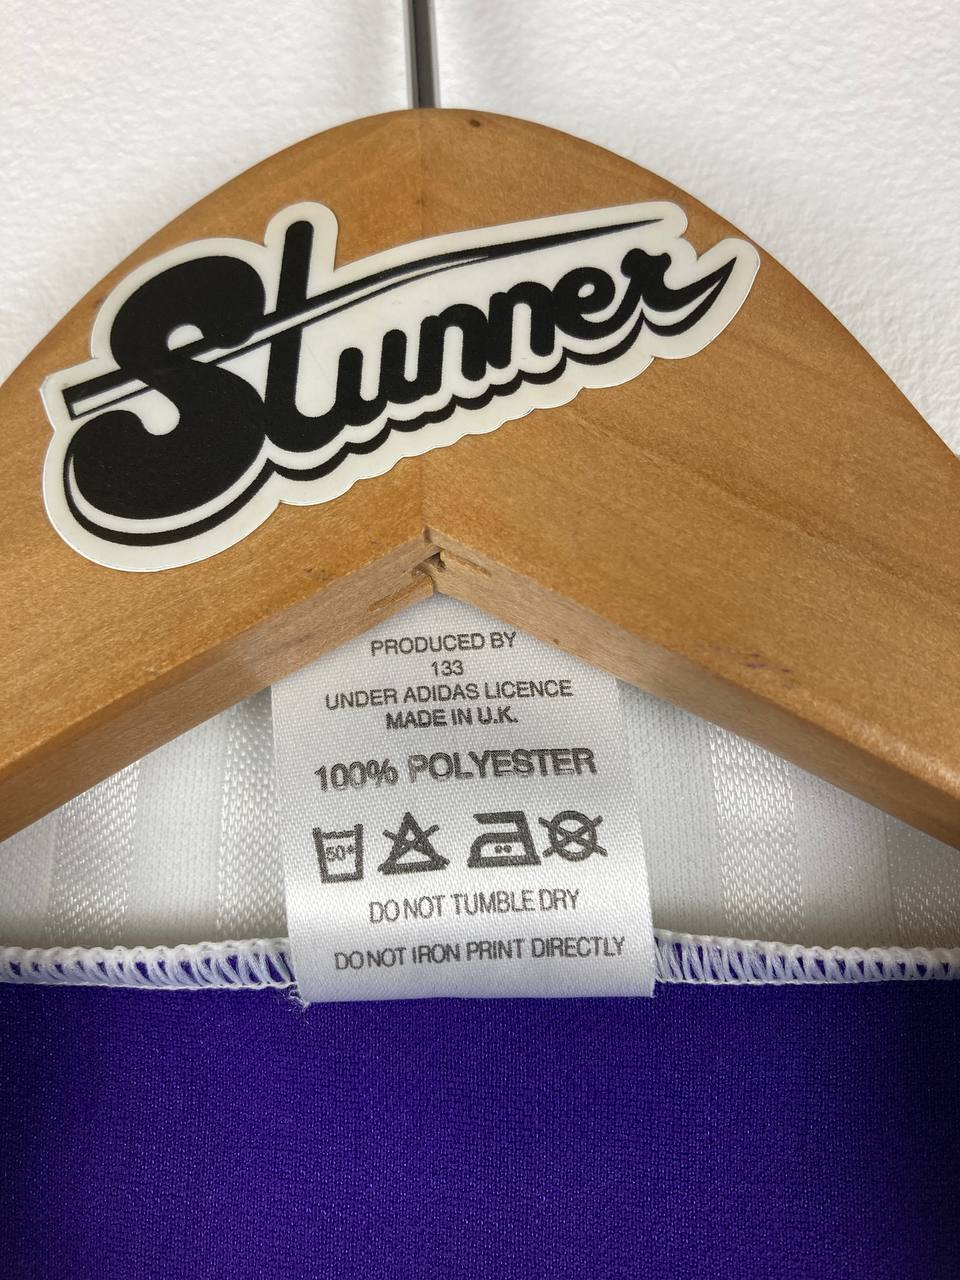 Stunner
PRODUCED BY
133
UNDER ADIDAS LICENCE
MADE IN U.K.
100% POLYESTER
50°
DO NOT TUMBLE DRY
DO NOT IRON PRINT DIRECTLY